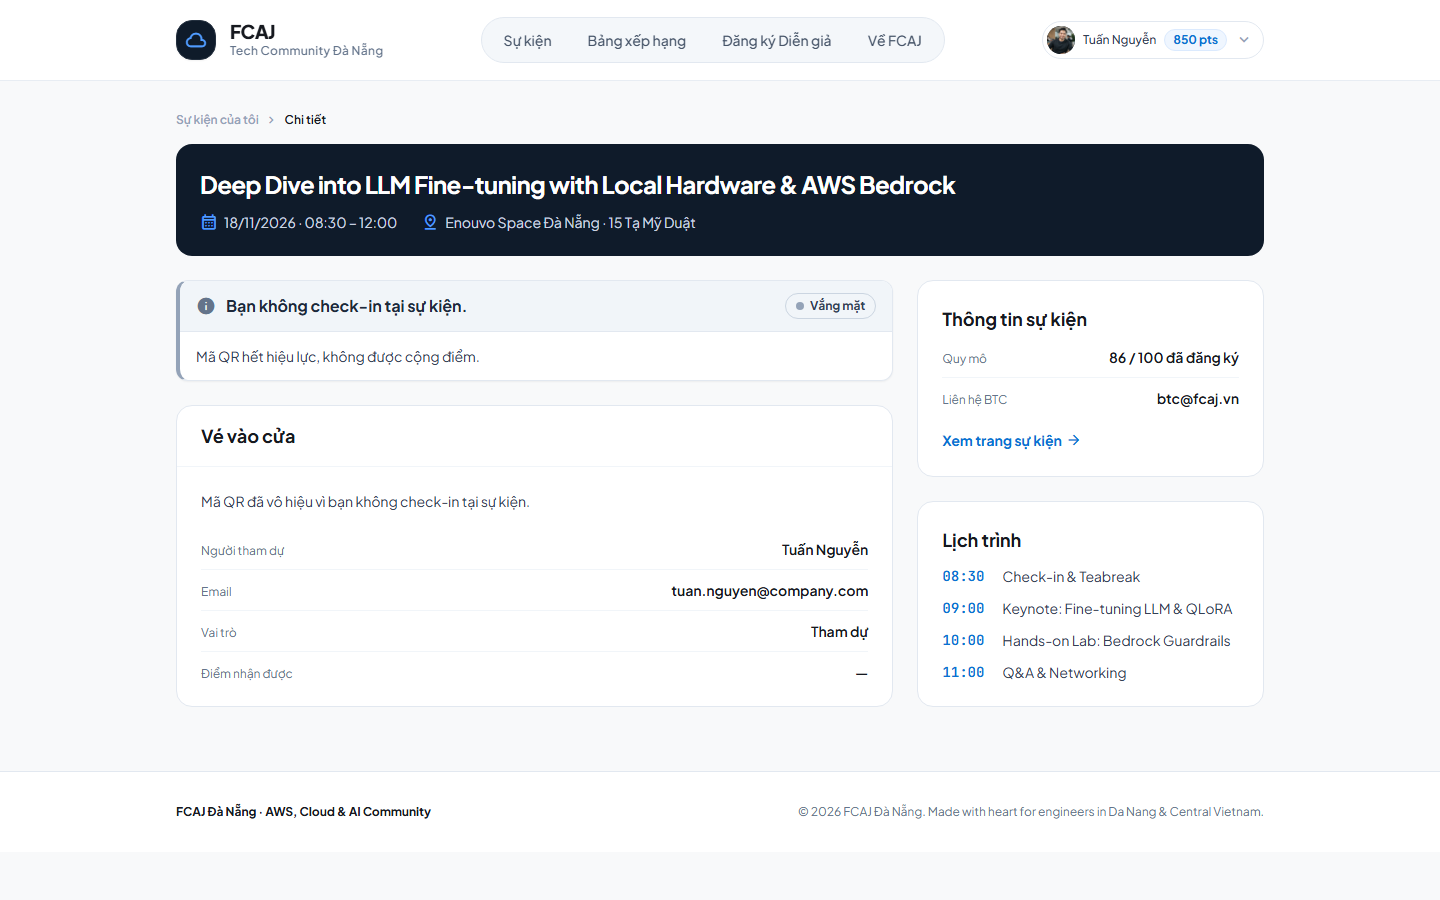 FCAJ
Tech Community Đà Nẵng
Sự kiện
Bảng xếp hạng
Đăng ký Diễn giả
Về FCAJ
Tuấn Nguyễn
850 pts
Sự kiện của tôi
Chi tiết
Deep Dive into LLM Fine-tuning with Local Hardware & AWS Bedrock
18/11/2026 · 08:30 – 12:00
Enouvo Space Đà Nẵng · 15 Tạ Mỹ Duật
Bạn không check-in tại sự kiện.
Vắng mặt
Mã QR hết hiệu lực, không được cộng điểm.
Vé vào cửa
Mã QR đã vô hiệu vì bạn không check-in tại sự kiện.
Người tham dự
Tuấn Nguyễn
Email
tuan.nguyen@company.com
Vai trò
Tham dự
Điểm nhận được
—
Thông tin sự kiện
Quy mô
86 / 100 đã đăng ký
Liên hệ BTC
btc@fcaj.vn
Xem trang sự kiện →
Lịch trình
08:30 Check-in & Teabreak
09:00 Keynote: Fine-tuning LLM & QLoRA
10:00 Hands-on Lab: Bedrock Guardrails
11:00 Q&A & Networking
FCAJ Đà Nẵng · AWS, Cloud & AI Community
© 2026 FCAJ Đà Nẵng. Made with heart for engineers in Da Nang & Central Vietnam.